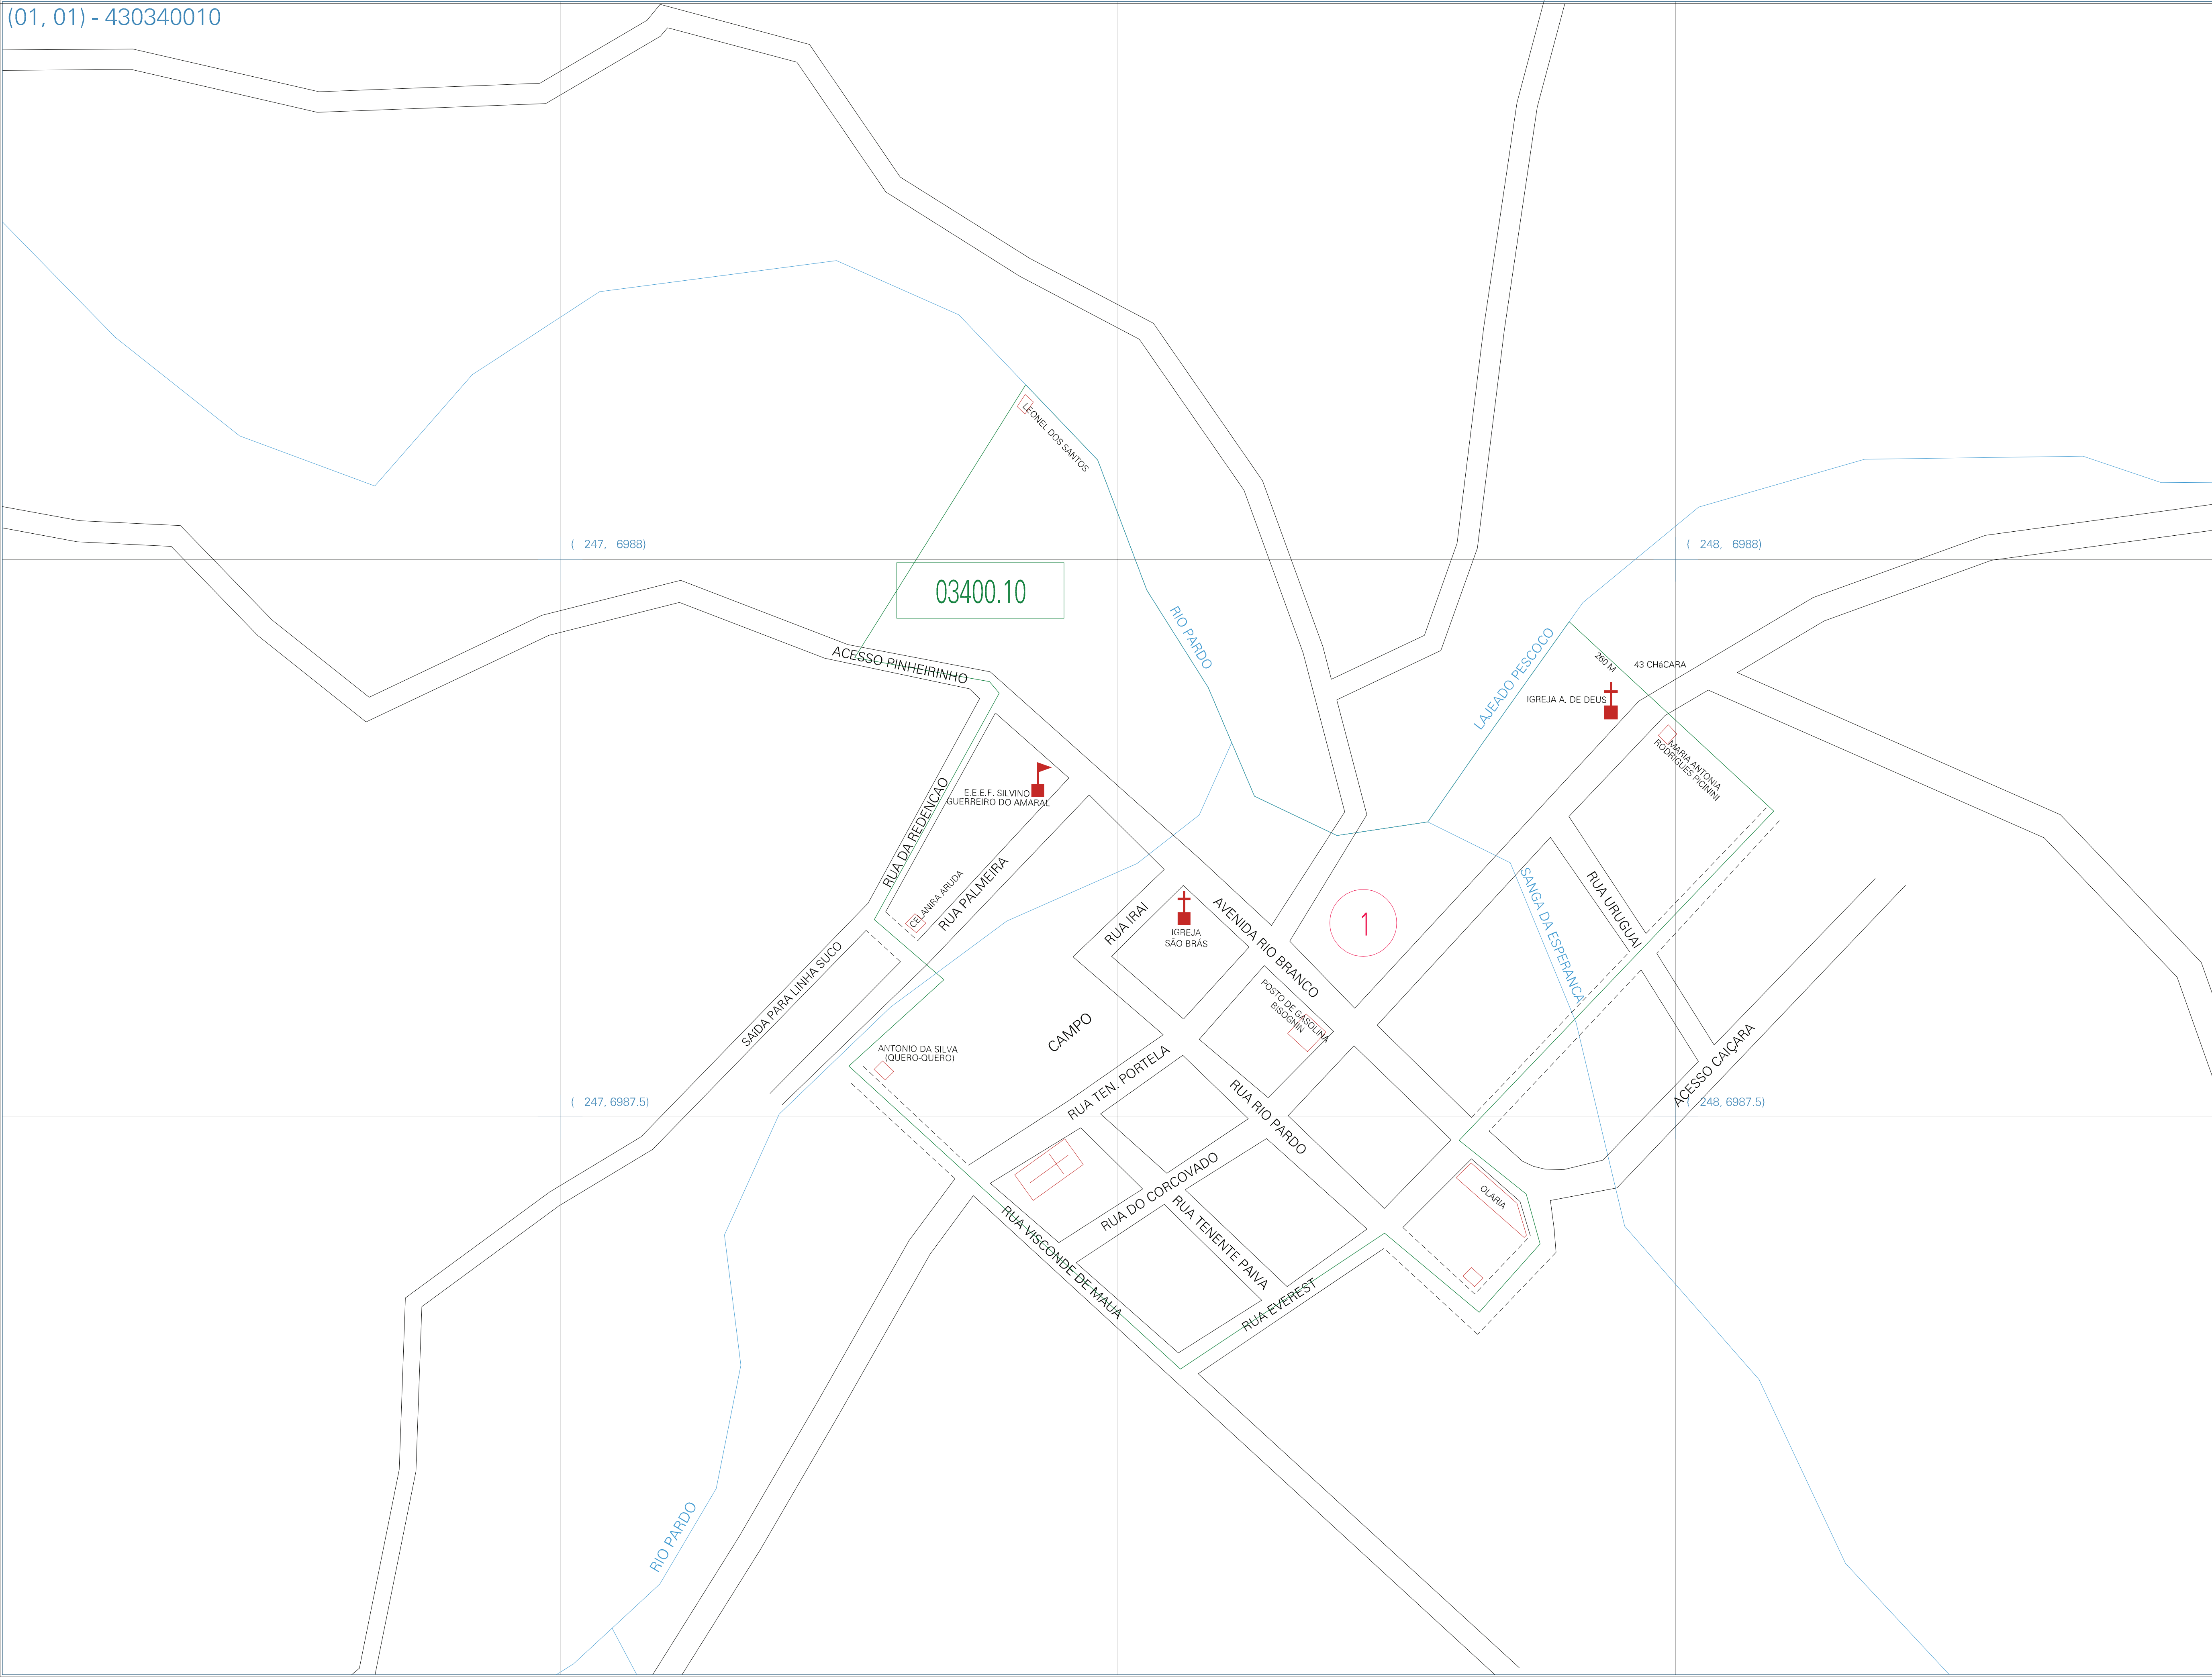 (01, 01) - 430340010
LEONEL DOS SANTOS
( 247, 6988)
( 248, 6988)
03400.10
RIO PARDO
ACESSO PINHEIRINHO
LAJEADO PESCOCO
260 M
43 CHáCARA
IGREJA A. DE DEUS
MARIA ANTONIA
RODRIGUES PICININI
E.E.E.F. SILVINO
GUERREIRO DO AMARAL
RUA DA REDENCAO
CELANIRA ARUDA
RUA PALMEIRA
RUA IRAI
IGREJA
SÃO BRÁS
AVENIDA RIO BRANCO
1
RUA URUGUAI
SANGA DA ESPERANCA
SAIDA PARA LINHA SUCO
POSTO DE GASOLINA
BISOGNIN
CAMPO
ANTONIO DA SILVA
(QUERO-QUERO)
RUA TEN. PORTELA
ACESSO CAIÇARA
( 247, 6987.5)
( 248, 6987.5)
RUA RIO PARDO
RUA DO CORCOVADO
OLARIA
RUA VISCONDE DE MAUA
RUA TENENTE PAIVA
RUA EVEREST
RIO PARDO